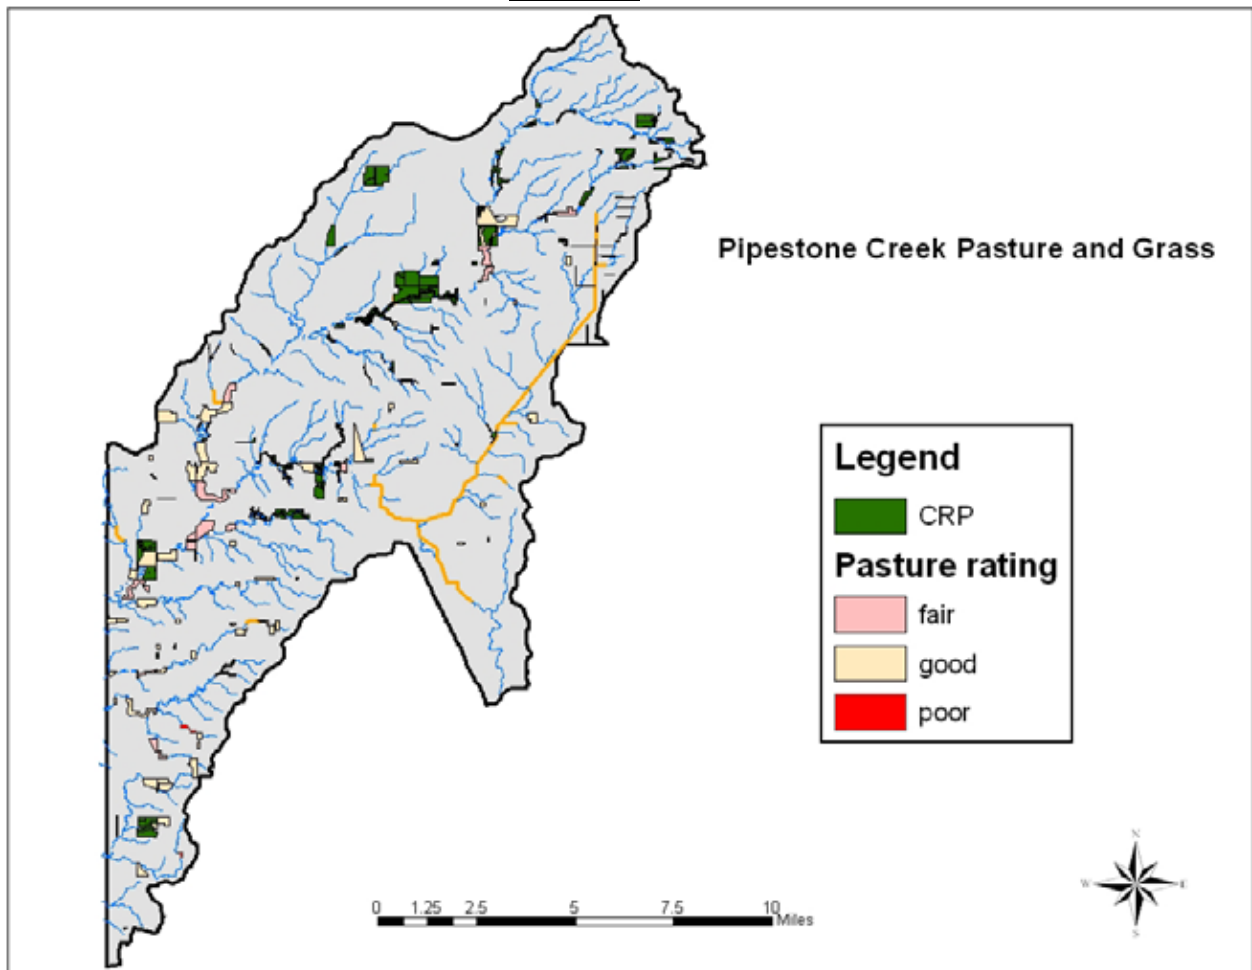 Pipestone Creek Pasture and Grass
Legend
CRP
Pasture rating
fair
good
poor
N
W E
S
0 1.25 2.5 5 7.5 10
Miles